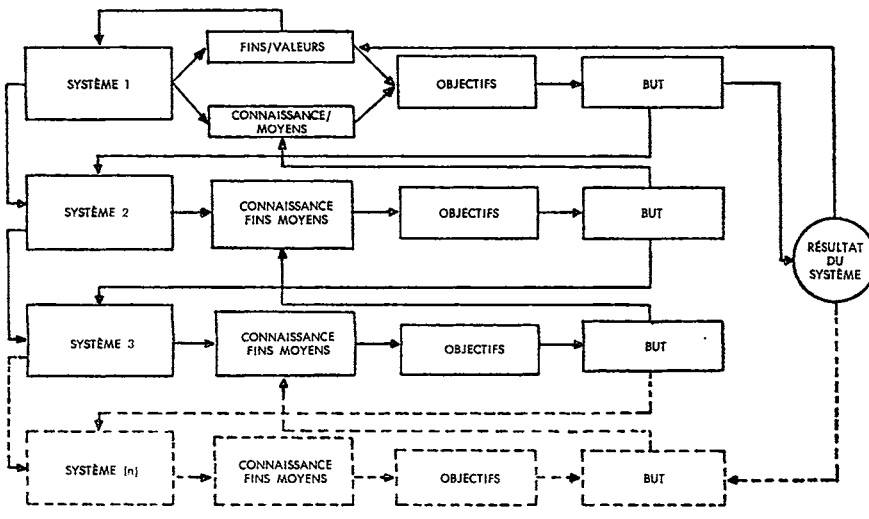 FINS/VALEURS
SYSTÈME 1
OBJECTIFS
BUT
CONNAISSANCE/
MOYENS
SYSTÈME 2
CONNAISSANCE
FINS MOYENS
OBJECTIFS
BUT
RÉSULTAT
DU
SYSTÈME
SYSTÈME 3
CONNAISSANCE
FINS MOYENS
OBJECTIFS
BUT
SYSTÈME (n)
CONNAISSANCE
FINS MOYENS
OBJECTIFS
BUT